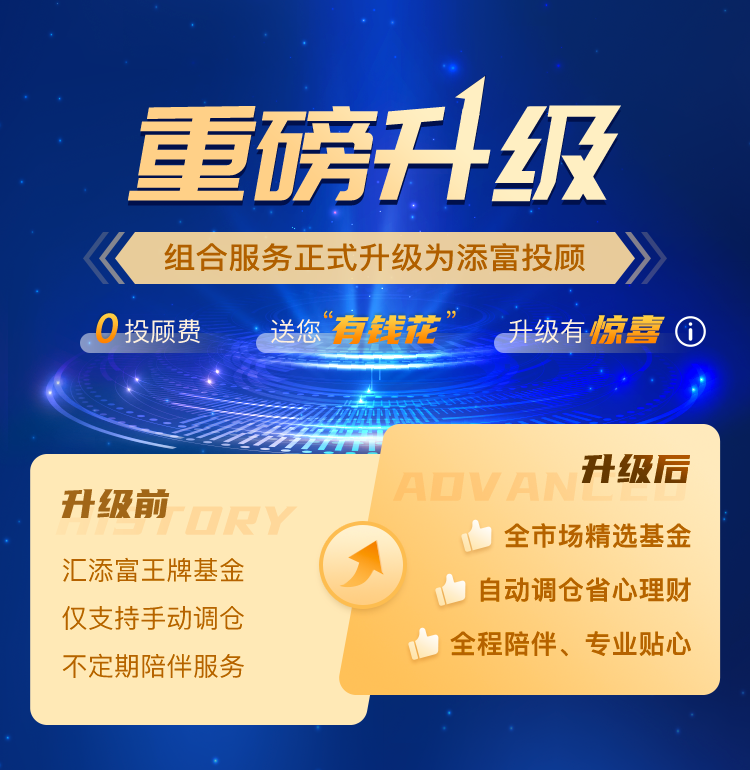 重磅升级
组合服务正式升级为添富投顾
0投顾费
送您“有钱花”
升级有惊喜
升级前
HISTORY
汇添富王牌基金
仅支持手动调仓
不定期陪伴服务
升级后
ADVANCED
全市场精选基金
自动调仓省心理财
全程陪伴、专业贴心